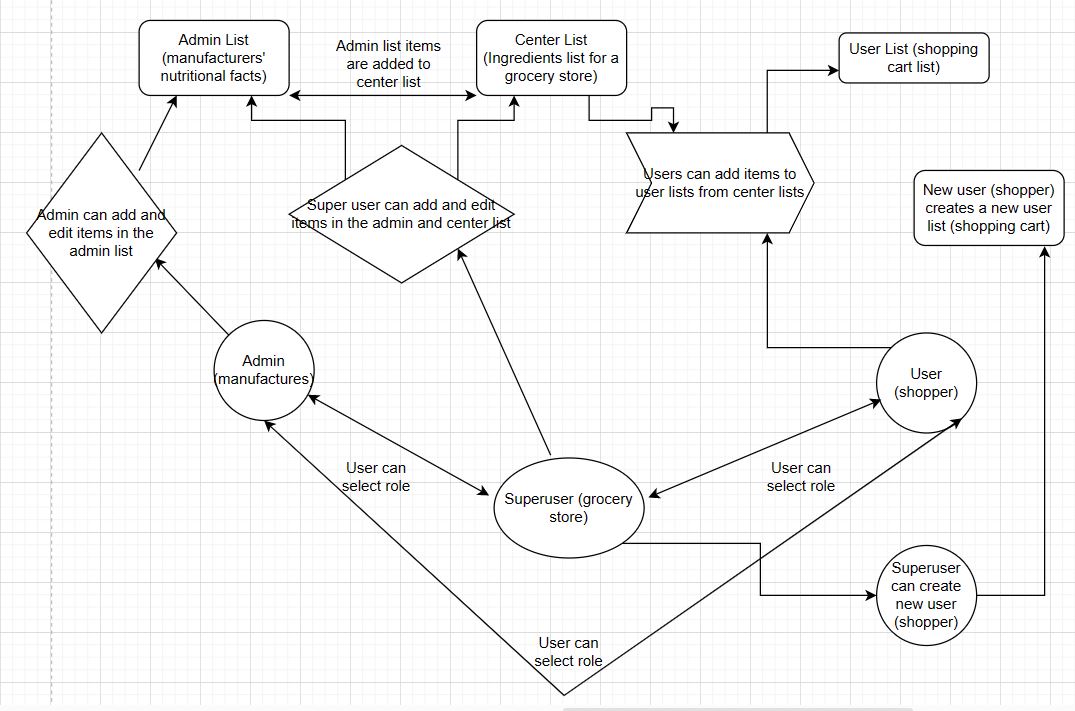 Admin List
(manufacturers'
nutritional facts)
Admin list items
are added to
center list
Center List
(Ingredients list for a
grocery store)
User List (shopping
cart list)
Admin can add and
edit items in the
admin list
Super user can add and edit
items in the admin and center list
Users can add items to
user lists from center lists
New user (shopper)
creates a new user
list (shopping cart)
Admin
(manufactures)
User
(shopper)
User can
select role
Superuser (grocery
store)
User can
select role
Superuser
can create
new user
(shopper)
User can
select role